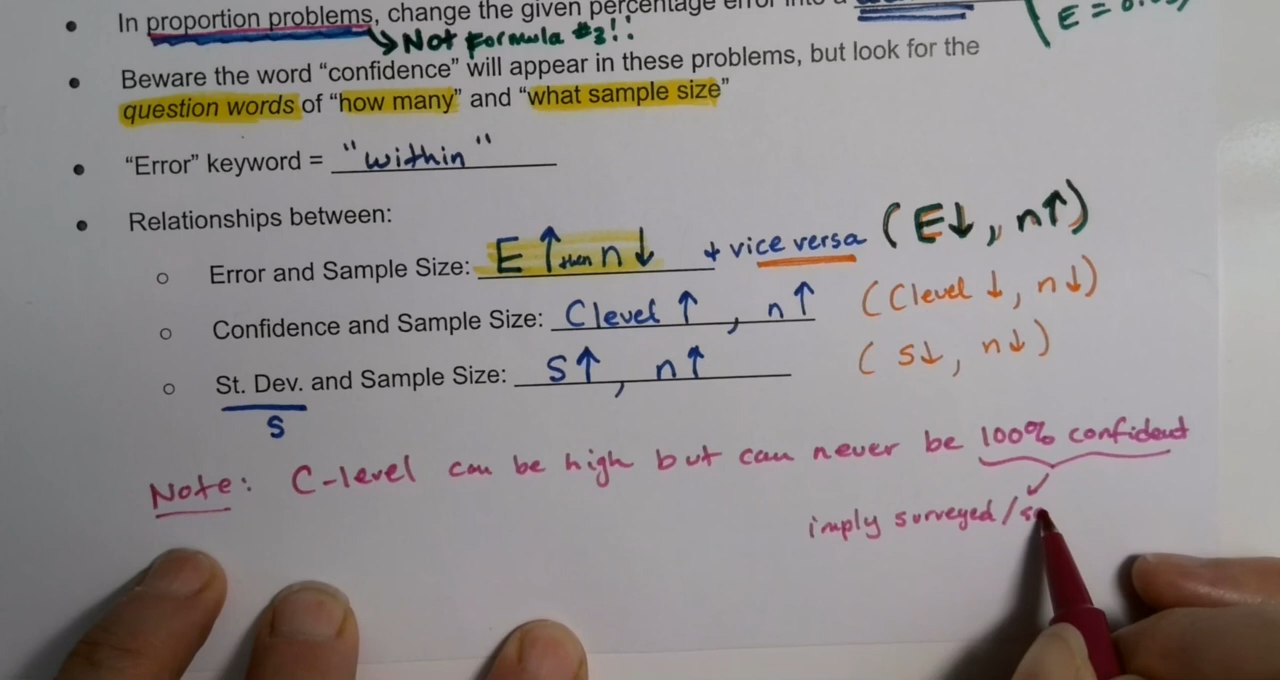 • In proportion problems, change the given percentage error into a
(E = 0.03
→ Not Formula #3!!
• Beware the word “confidence” will appear in these problems, but look for the
question words of “how many” and “what sample size”
• “Error” keyword = "within"
• Relationships between:
○ Error and Sample Size: E ↑ then n ↓ + vice versa (E↓, n↑)
○ Confidence and Sample Size: Clevel ↑, n↑ (Clevel ↓, n↓)
○ St. Dev. and Sample Size: S↑, n↑ (S↓, n↓)
S
Note: C-level can be high but can never be 100% confident
imply surveyed/